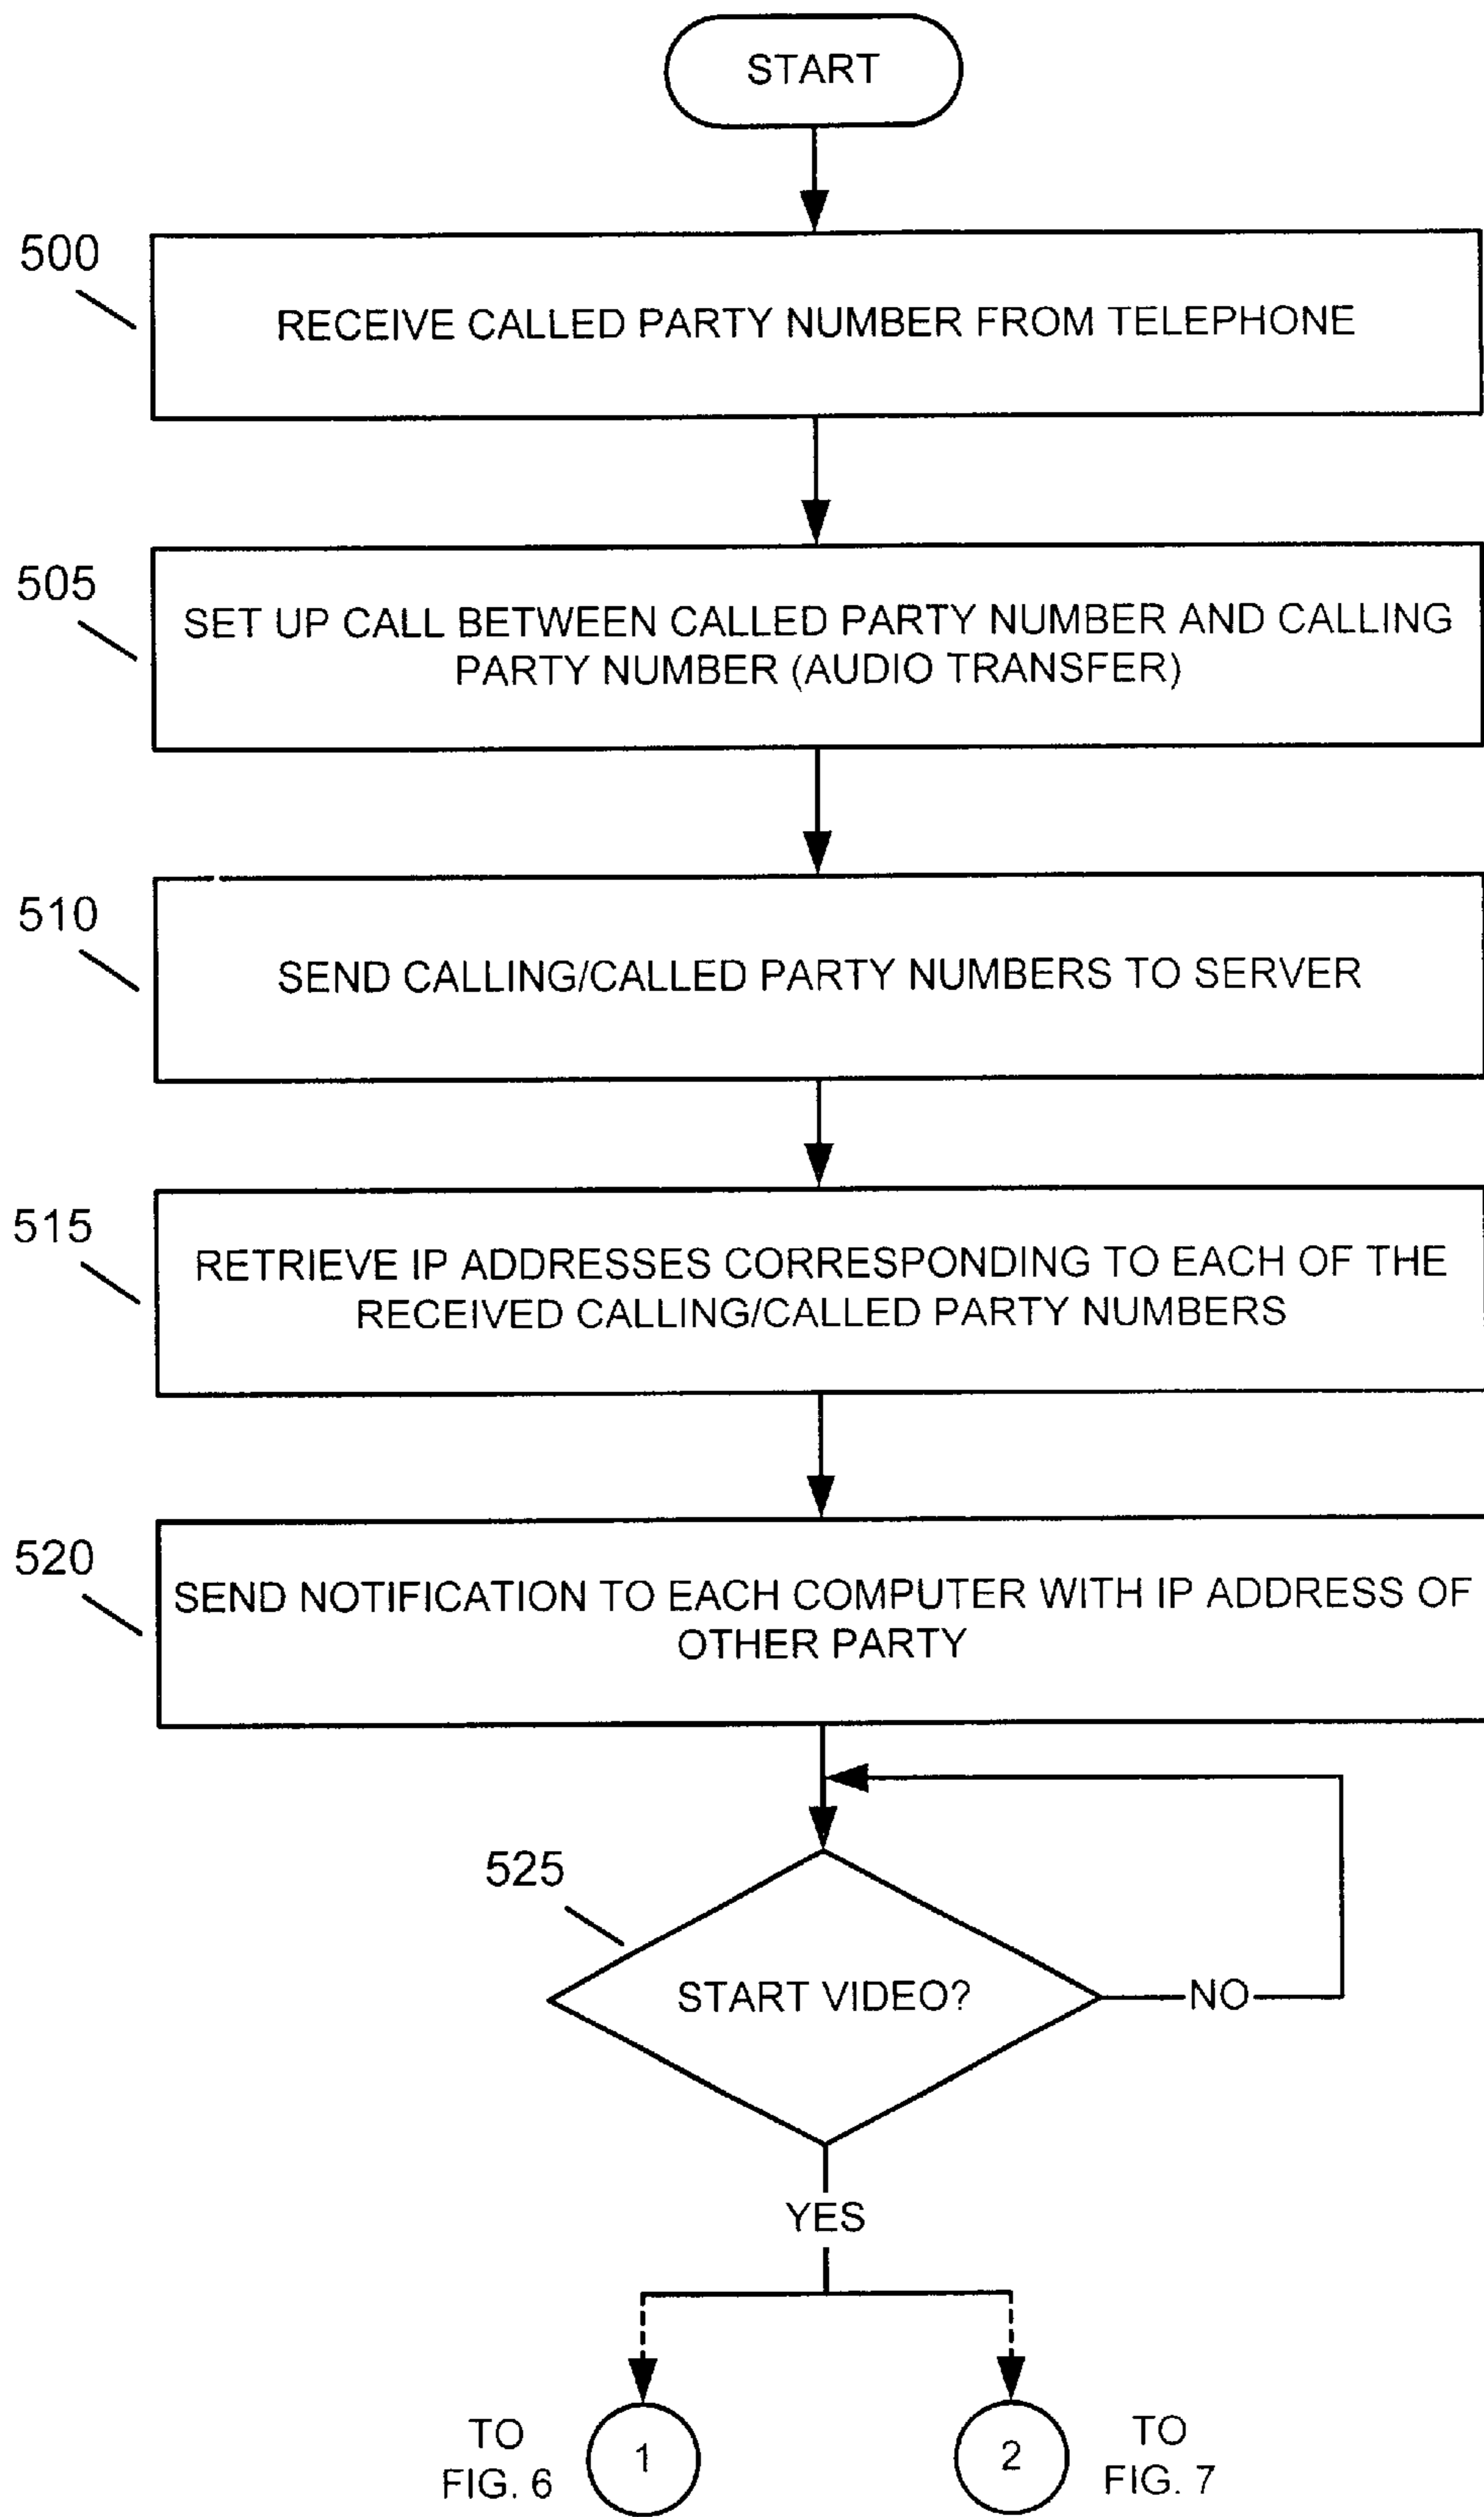 START
500
RECEIVE CALLED PARTY NUMBER FROM TELEPHONE
505
SET UP CALL BETWEEN CALLED PARTY NUMBER AND CALLING
PARTY NUMBER (AUDIO TRANSFER)
510
SEND CALLING/CALLED PARTY NUMBERS TO SERVER
515
RETRIEVE IP ADDRESSES CORRESPONDING TO EACH OF THE
RECEIVED CALLING/CALLED PARTY NUMBERS
520
SEND NOTIFICATION TO EACH COMPUTER WITH IP ADDRESS OF
OTHER PARTY
525
START VIDEO?
NO
YES
TO
FIG. 6
1
2
TO
FIG. 7